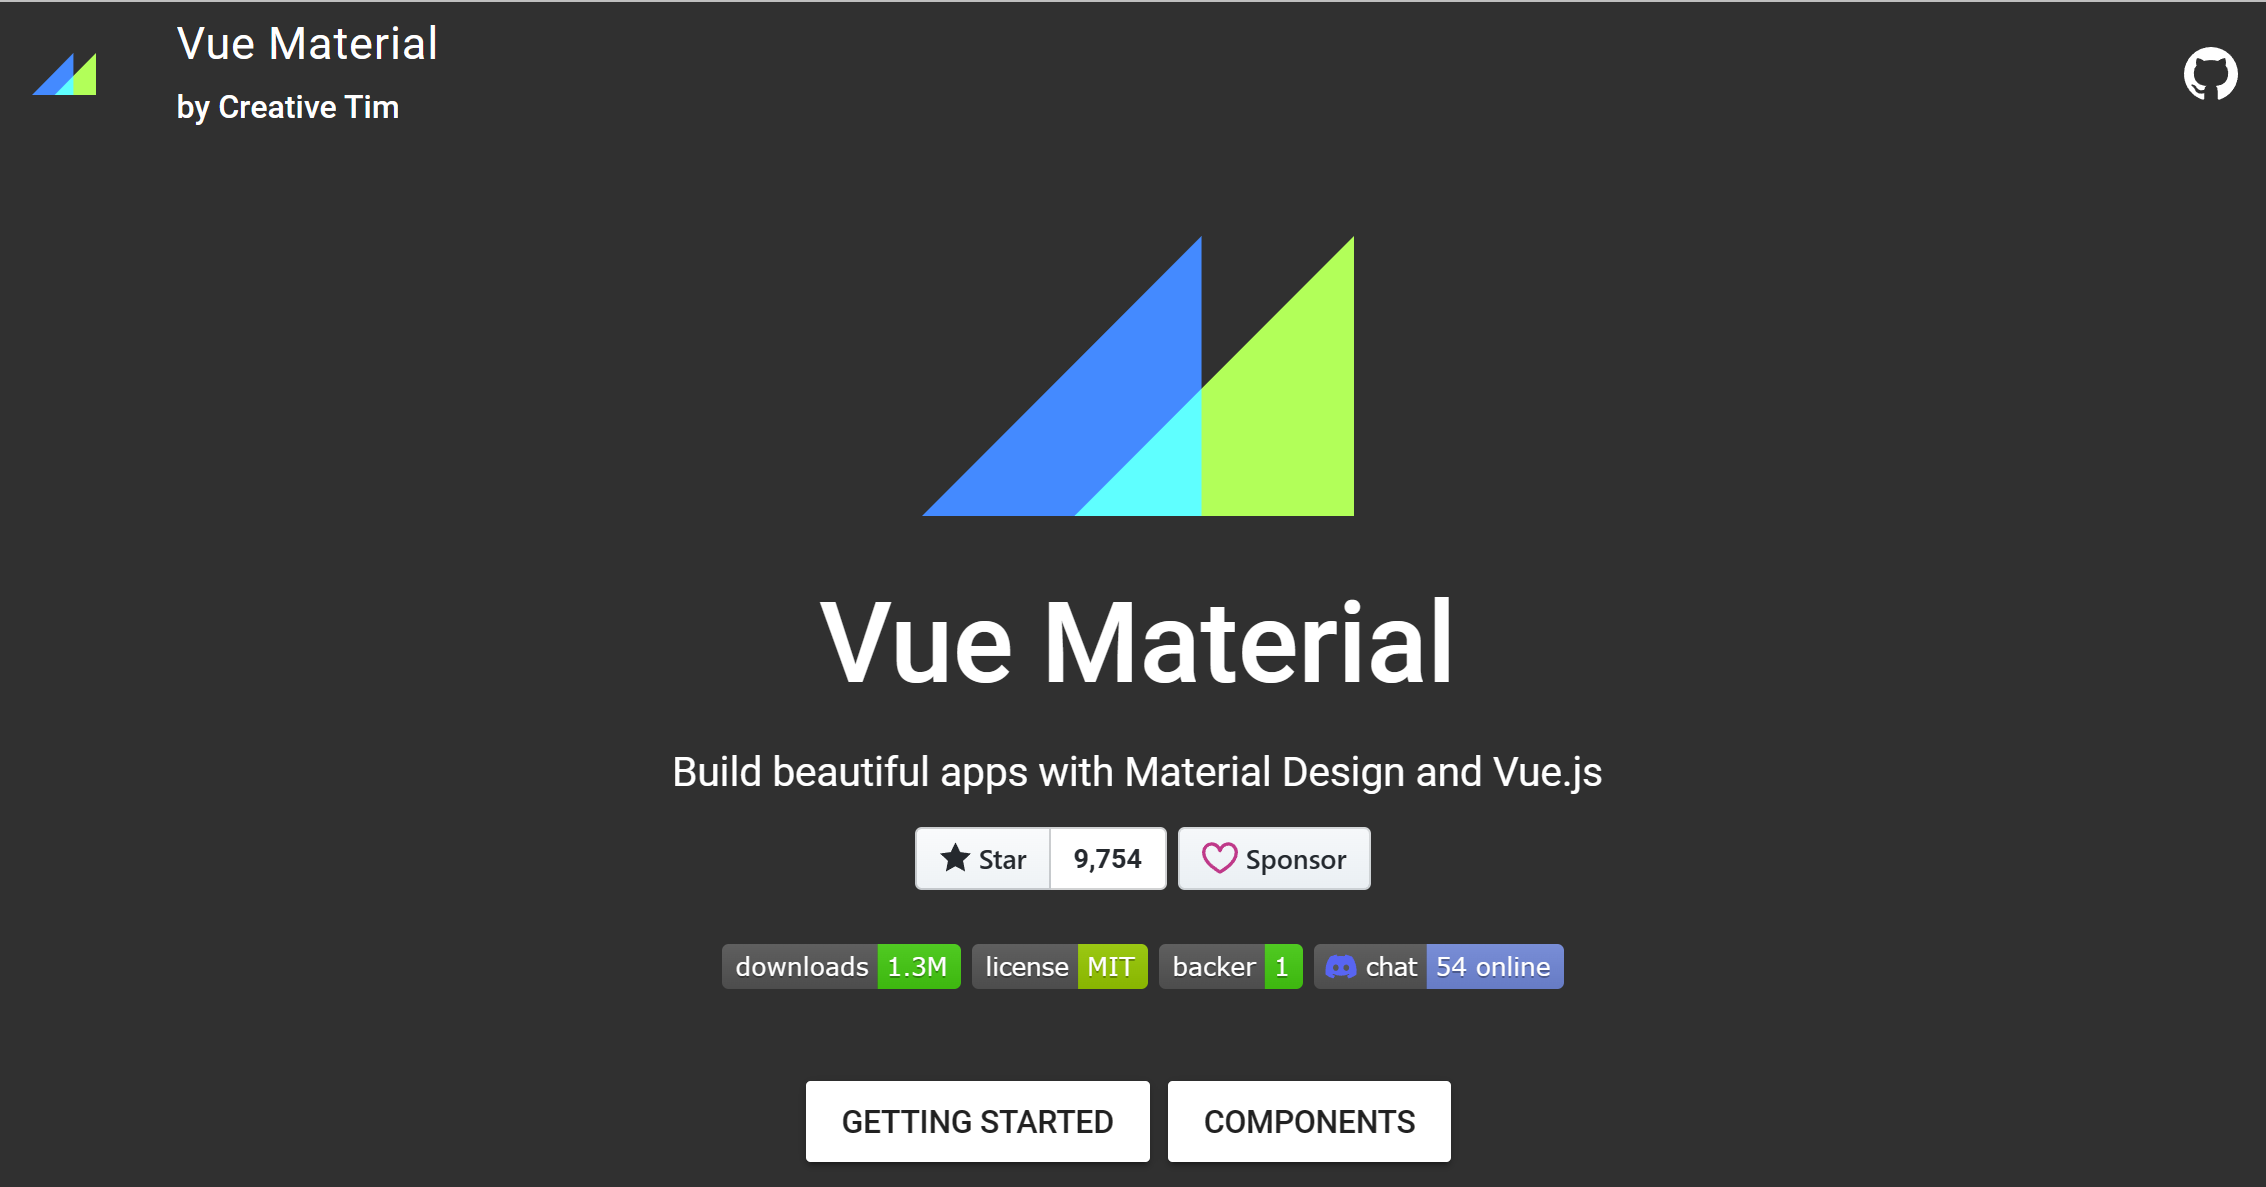 Vue Material
by Creative Tim
Vue Material
Build beautiful apps with Material Design and Vue.js
Star 9,754 Sponsor
downloads 1.3M license MIT backer 1 chat 54 online
GETTING STARTED COMPONENTS